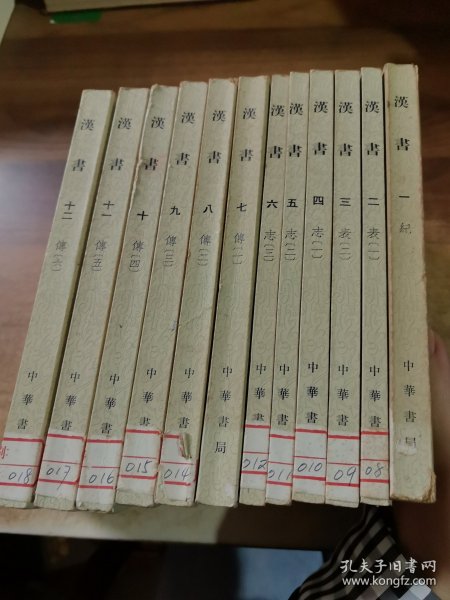 漢書 一 紀 中華書局
漢書 二 表(一) 中華書 08
漢書 三 表(二) 中華書 09
漢書 四 志(一) 中華書 010
漢書 五 志(二) 中華書 011
漢書 六 志(三) 中華書 012
漢書 七 傳(一) 中華書局
漢書 八 傳(二) 中華書 014
漢書 九 傳(三) 中華書 015
漢書 十 傳(四) 中華書 016
漢書 十一 傳(五) 中華書 017
漢書 十二 傳(六) 中華書 018
孔夫子旧书网
www.kongfz.com